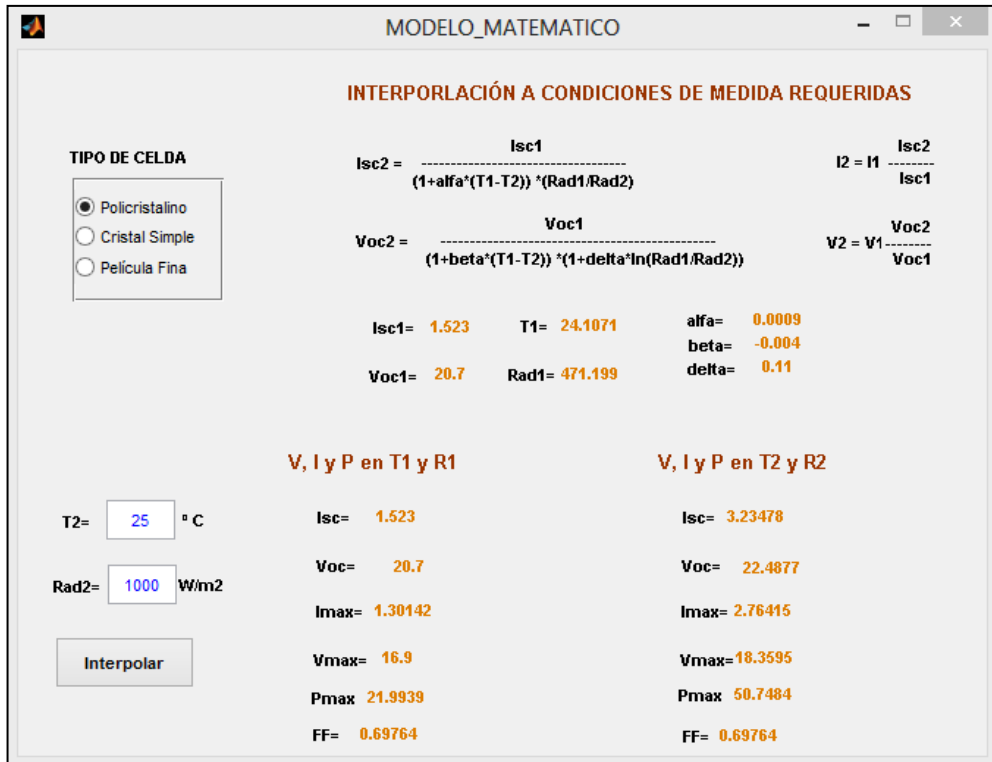 MODELO_MATEMATICO
INTERPORLACIÓN A CONDICIONES DE MEDIDA REQUERIDAS
TIPO DE CELDA
Policristalino
Cristal Simple
Película Fina
Isc1
Isc2 = -----------------------------------
(1+alfa*(T1-T2)) *(Rad1/Rad2)
Isc2
I2 = I1 --------
Isc1
Voc1
Voc2 = -----------------------------------------------
(1+beta*(T1-T2)) *(1+delta*ln(Rad1/Rad2))
Voc2
V2 = V1--------
Voc1
Isc1= 1.523 T1= 24.1071 alfa= 0.0009
beta= -0.004
Voc1= 20.7 Rad1= 471.199 delta= 0.11
V, I y P en T1 y R1 V, I y P en T2 y R2
T2= 25 º C Isc= 1.523 Isc= 3.23478
Voc= 20.7 Voc= 22.4877
Rad2= 1000 W/m2
Imax= 1.30142 Imax= 2.76415
Interpolar Vmax= 16.9 Vmax= 18.3595
Pmax 21.9939 Pmax 50.7484
FF= 0.69764 FF= 0.69764